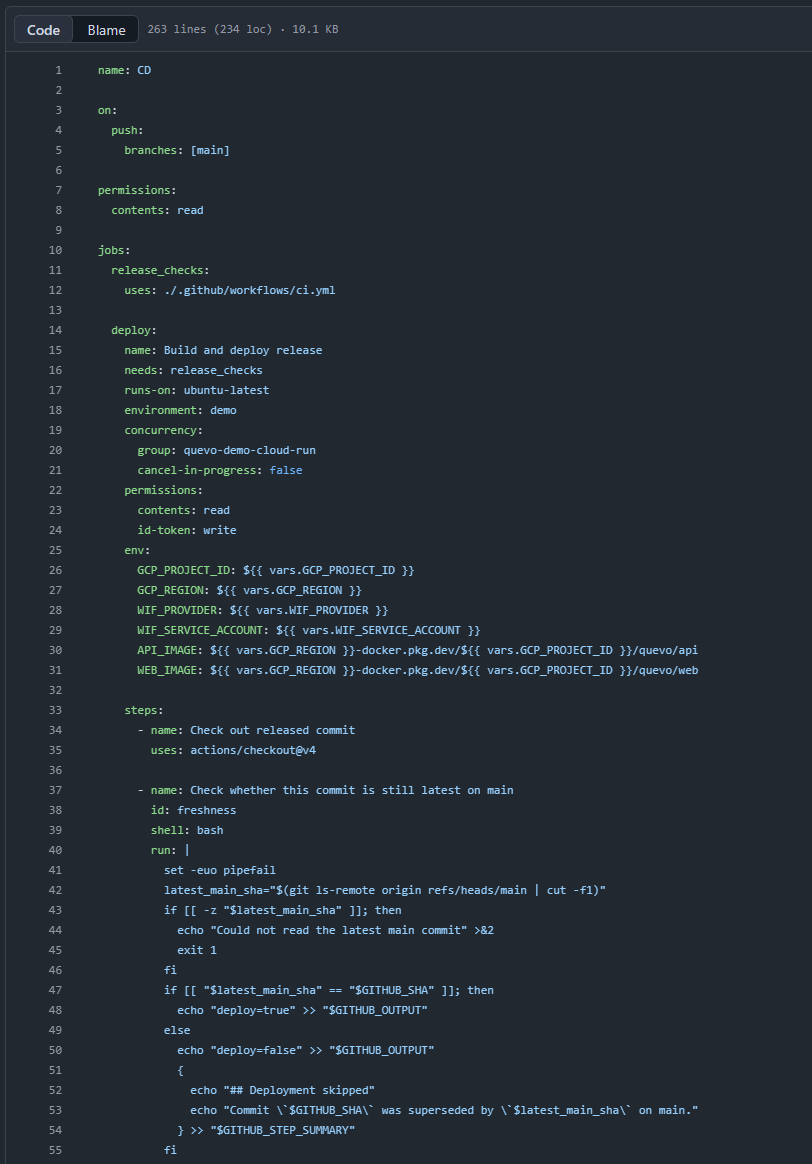 Code Blame 263 lines (234 loc) · 10.1 KB
1 name: CD
2
3 on:
4   push:
5     branches: [main]
6
7 permissions:
8   contents: read
9
10 jobs:
11   release_checks:
12     uses: ./.github/workflows/ci.yml
13
14   deploy:
15     name: Build and deploy release
16     needs: release_checks
17     runs-on: ubuntu-latest
18     environment: demo
19     concurrency:
20       group: quevo-demo-cloud-run
21       cancel-in-progress: false
22     permissions:
23       contents: read
24       id-token: write
25     env:
26       GCP_PROJECT_ID: ${{ vars.GCP_PROJECT_ID }}
27       GCP_REGION: ${{ vars.GCP_REGION }}
28       WIF_PROVIDER: ${{ vars.WIF_PROVIDER }}
29       WIF_SERVICE_ACCOUNT: ${{ vars.WIF_SERVICE_ACCOUNT }}
30       API_IMAGE: ${{ vars.GCP_REGION }}-docker.pkg.dev/${{ vars.GCP_PROJECT_ID }}/quevo/api
31       WEB_IMAGE: ${{ vars.GCP_REGION }}-docker.pkg.dev/${{ vars.GCP_PROJECT_ID }}/quevo/web
32
33     steps:
34       - name: Check out released commit
35         uses: actions/checkout@v4
36
37       - name: Check whether this commit is still latest on main
38         id: freshness
39         shell: bash
40         run: |
41           set -euo pipefail
42           latest_main_sha="$(git ls-remote origin refs/heads/main | cut -f1)"
43           if [[ -z "$latest_main_sha" ]]; then
44             echo "Could not read the latest main commit" >&2
45             exit 1
46           fi
47           if [[ "$latest_main_sha" == "$GITHUB_SHA" ]]; then
48             echo "deploy=true" >> "$GITHUB_OUTPUT"
49           else
50             echo "deploy=false" >> "$GITHUB_OUTPUT"
51             {
52               echo "## Deployment skipped"
53               echo "Commit \`$GITHUB_SHA\` was superseded by \`$latest_main_sha\` on main."
54             } >> "$GITHUB_STEP_SUMMARY"
55           fi